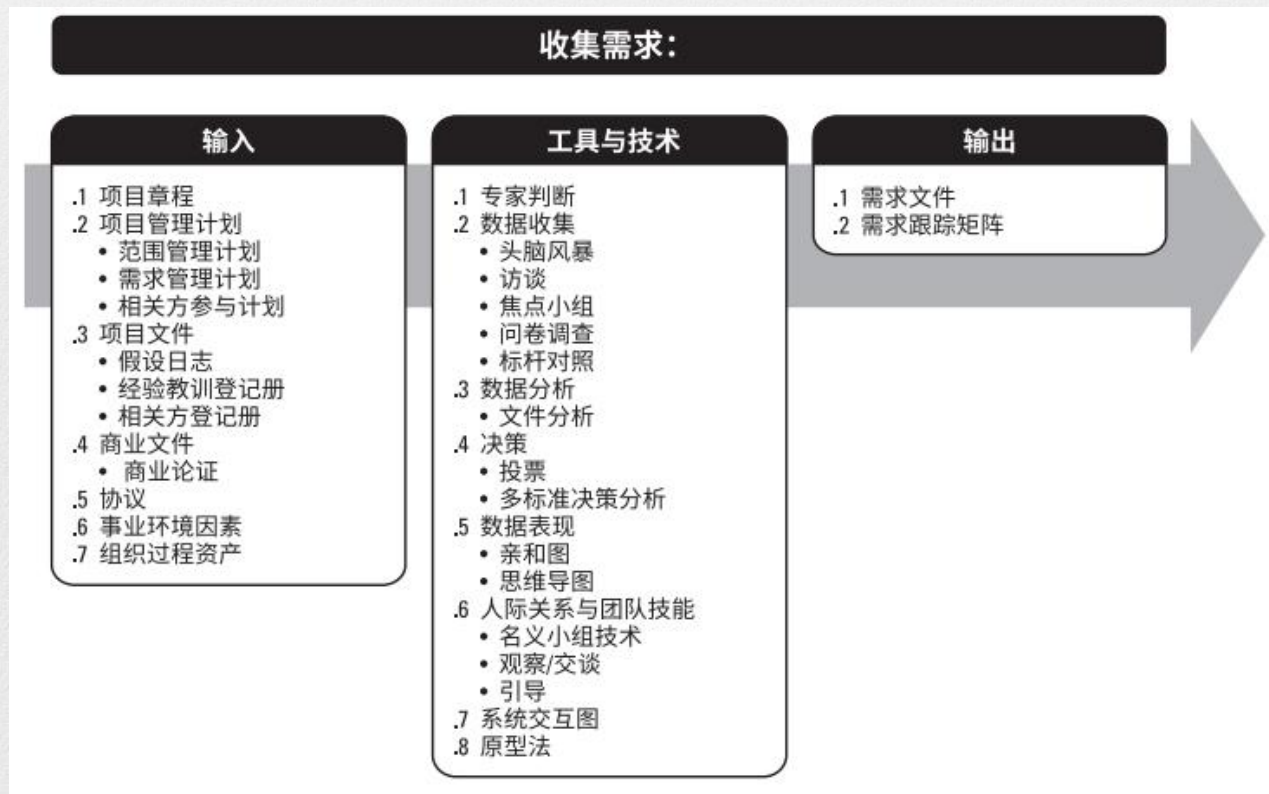 收集需求：
输入
.1 项目章程
.2 项目管理计划
• 范围管理计划
• 需求管理计划
• 相关方参与计划
.3 项目文件
• 假设日志
• 经验教训登记册
• 相关方登记册
.4 商业文件
• 商业论证
.5 协议
.6 事业环境因素
.7 组织过程资产
工具与技术
.1 专家判断
.2 数据收集
• 头脑风暴
• 访谈
• 焦点小组
• 问卷调查
• 标杆对照
.3 数据分析
• 文件分析
.4 决策
• 投票
• 多标准决策分析
.5 数据表现
• 亲和图
• 思维导图
.6 人际关系与团队技能
• 名义小组技术
• 观察/交谈
• 引导
.7 系统交互图
.8 原型法
输出
.1 需求文件
.2 需求跟踪矩阵